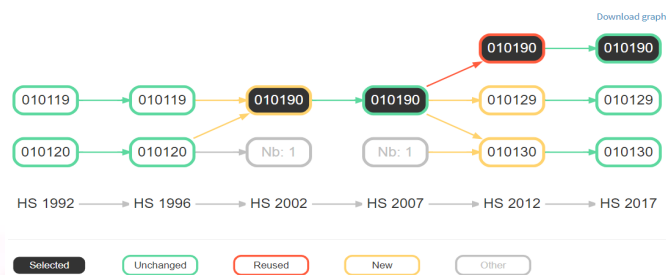 Download graph
010190 010190
010119 010119 010190 010190 010129 010129
010120 010120 Nb: 1 Nb: 1 010130 010130
HS 1992 HS 1996 HS 2002 HS 2007 HS 2012 HS 2017
Selected Unchanged Reused New Other